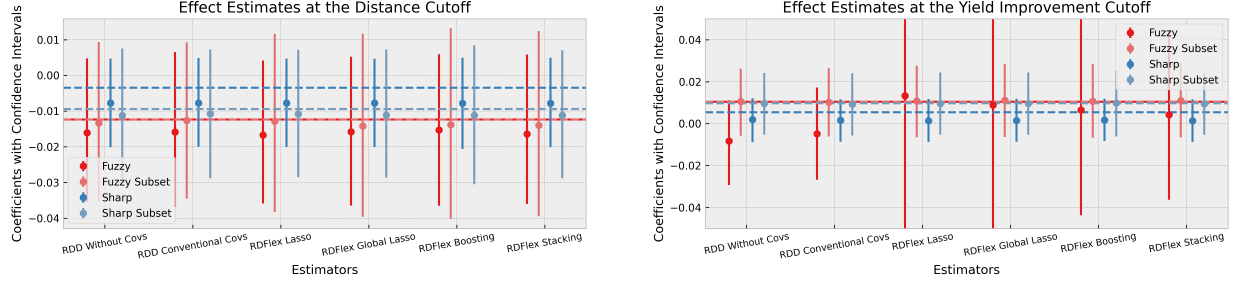 Effect Estimates at the Distance Cutoff
Coefficients with Confidence Intervals
0.01
0.00
−0.01
−0.02
−0.03
−0.04
Fuzzy
Fuzzy Subset
Sharp
Sharp Subset
RDD Without Covs
RDD Conventional Covs
RDFlex Lasso
RDFlex Global Lasso
RDFlex Boosting
RDFlex Stacking
Estimators
Effect Estimates at the Yield Improvement Cutoff
Coefficients with Confidence Intervals
0.04
0.02
0.00
−0.02
−0.04
Fuzzy
Fuzzy Subset
Sharp
Sharp Subset
RDD Without Covs
RDD Conventional Covs
RDFlex Lasso
RDFlex Global Lasso
RDFlex Boosting
RDFlex Stacking
Estimators